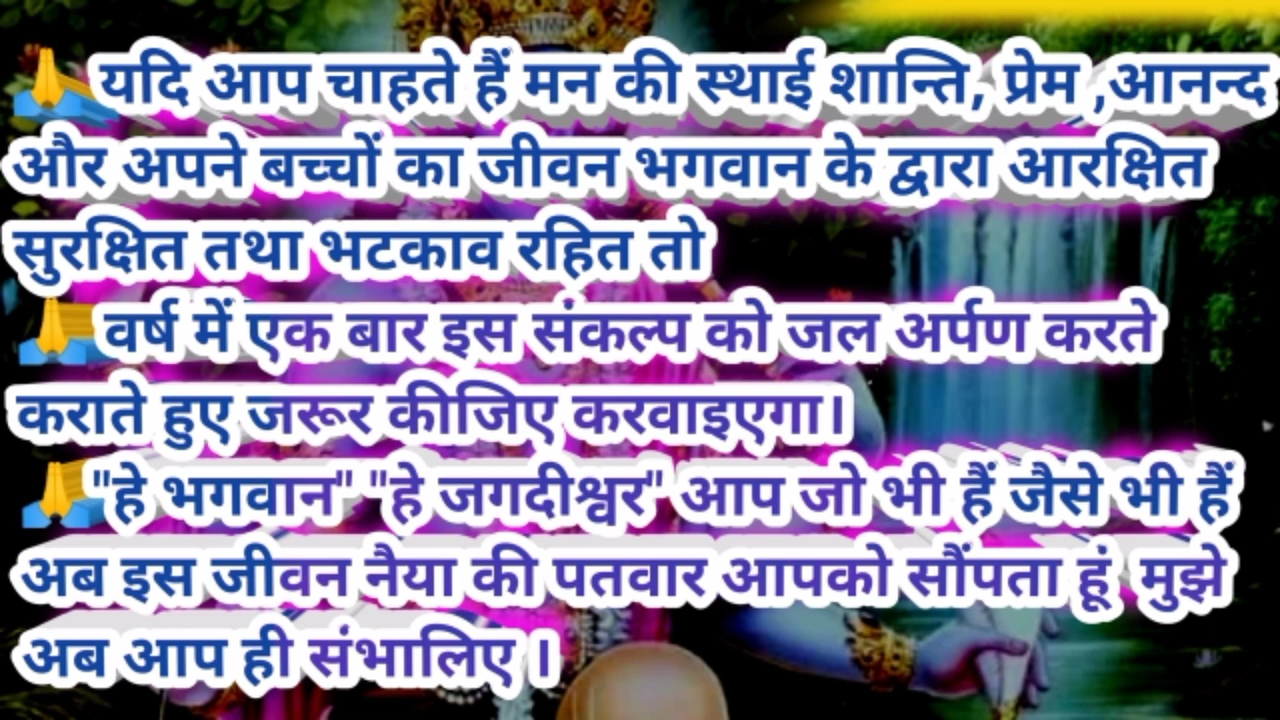 🙏यदि आप चाहते हैं मन की स्थाई शान्ति, प्रेम ,आनन्द
और अपने बच्चों का जीवन भगवान के द्वारा आरक्षित
सुरक्षित तथा भटकाव रहित तो
🙏वर्ष में एक बार इस संकल्प को जल अर्पण करते
कराते हुए जरूर कीजिए करवाइएगा।
🙏"हे भगवान" "हे जगदीश्वर" आप जो भी हैं जैसे भी हैं
अब इस जीवन नैया की पतवार आपको सौंपता हूं मुझे
अब आप ही संभालिए ।